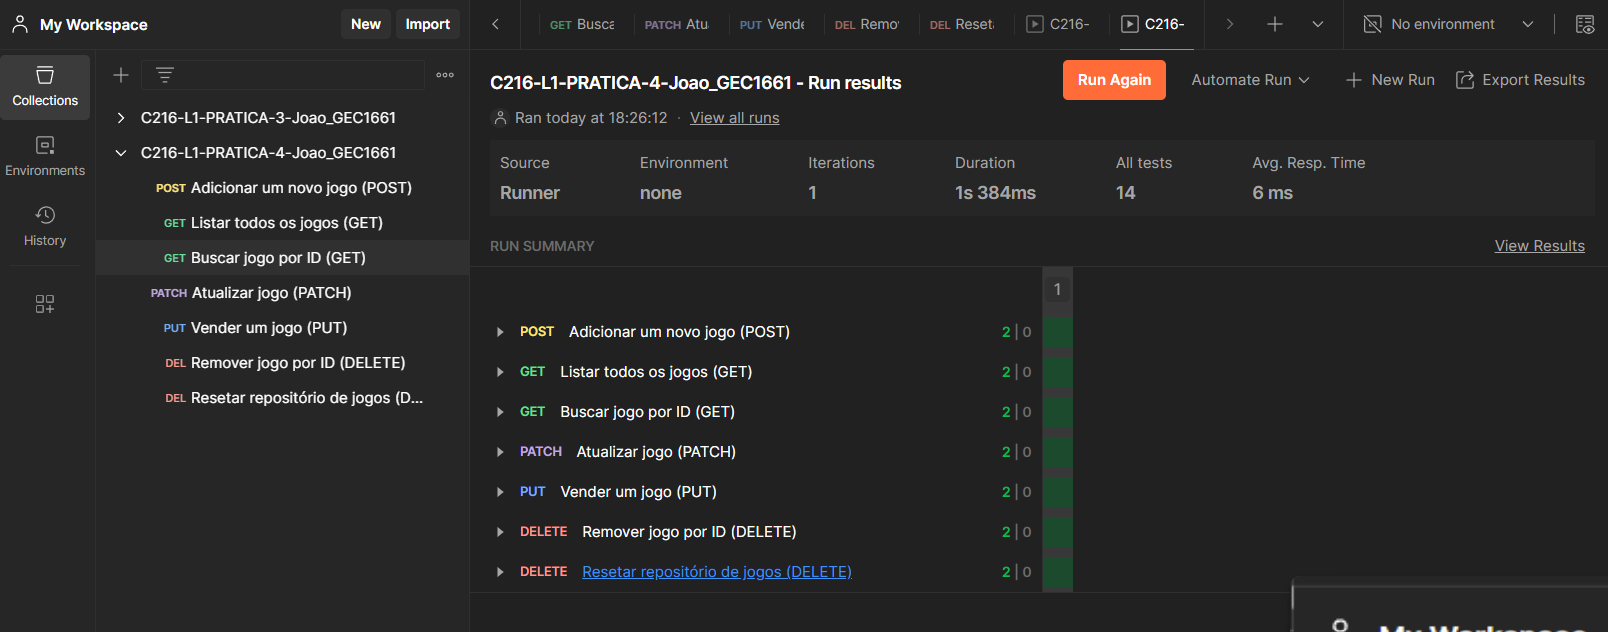 My Workspace
New
Import
GET Busca
PATCH Atu
PUT Vende
DEL Remo
DEL Reset
C216-
C216-
No environment
Collections
Environments
History
C216-L1-PRATICA-3-Joao_GEC1661
C216-L1-PRATICA-4-Joao_GEC1661
POST Adicionar um novo jogo (POST)
GET Listar todos os jogos (GET)
GET Buscar jogo por ID (GET)
PATCH Atualizar jogo (PATCH)
PUT Vender um jogo (PUT)
DEL Remover jogo por ID (DELETE)
DEL Resetar repositório de jogos (D...
C216-L1-PRATICA-4-Joao_GEC1661 - Run results
Run Again
Automate Run
New Run
Export Results
Ran today at 18:26:12 · View all runs
Source Environment Iterations Duration All tests Avg. Resp. Time
Runner none 1 1s 384ms 14 6 ms
RUN SUMMARY
View Results
1
POST Adicionar um novo jogo (POST) 2 | 0
GET Listar todos os jogos (GET) 2 | 0
GET Buscar jogo por ID (GET) 2 | 0
PATCH Atualizar jogo (PATCH) 2 | 0
PUT Vender um jogo (PUT) 2 | 0
DELETE Remover jogo por ID (DELETE) 2 | 0
DELETE Resetar repositório de jogos (DELETE) 2 | 0
My Workspace